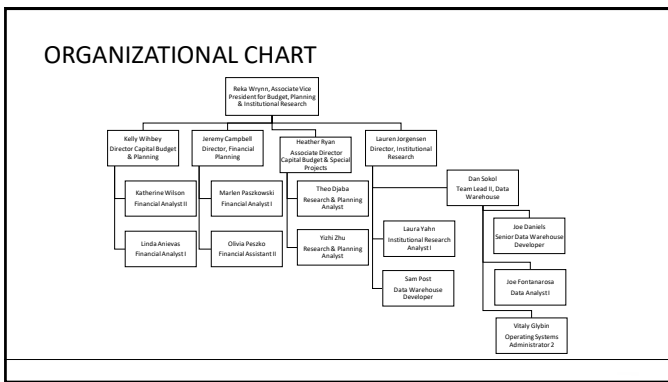 ORGANIZATIONAL CHART
Reka Wrynn, Associate Vice
President for Budget, Planning
& Institutional Research
Kelly Wihbey
Director Capital Budget
& Planning
Jeremy Campbell
Director, Financial
Planning
Heather Ryan
Associate Director
Capital Budget & Special
Projects
Lauren Jorgensen
Director, Institutional
Research
Katherine Wilson
Financial Analyst II
Linda Anievas
Financial Analyst I
Marlen Paszkowski
Financial Analyst I
Olivia Peszko
Financial Assistant II
Theo Djaba
Research & Planning
Analyst
Yizhi Zhu
Research & Planning
Analyst
Dan Sokol
Team Lead II, Data
Warehouse
Laura Yahn
Institutional Research
Analyst I
Sam Post
Data Warehouse
Developer
Joe Daniels
Senior Data Warehouse
Developer
Joe Fontanarosa
Data Analyst I
Vitaly Glybin
Operating Systems
Administrator 2